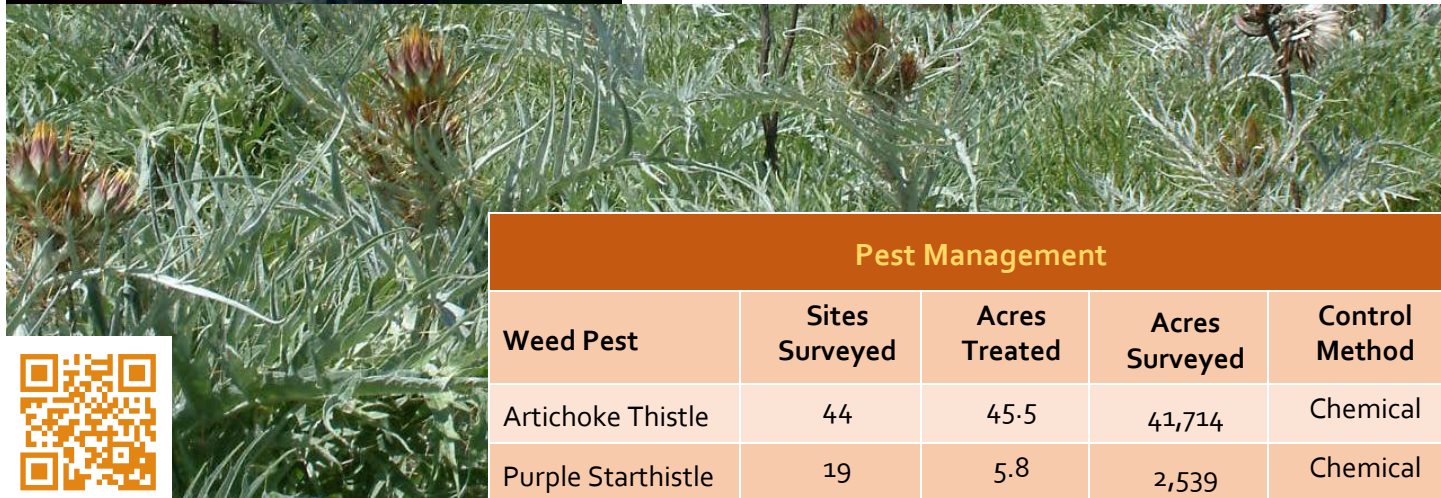 Pest Management
Weed Pest Sites Surveyed Acres Treated Acres Surveyed Control Method
Artichoke Thistle 44 45.5 41,714 Chemical
Purple Starthistle 19 5.8 2,539 Chemical